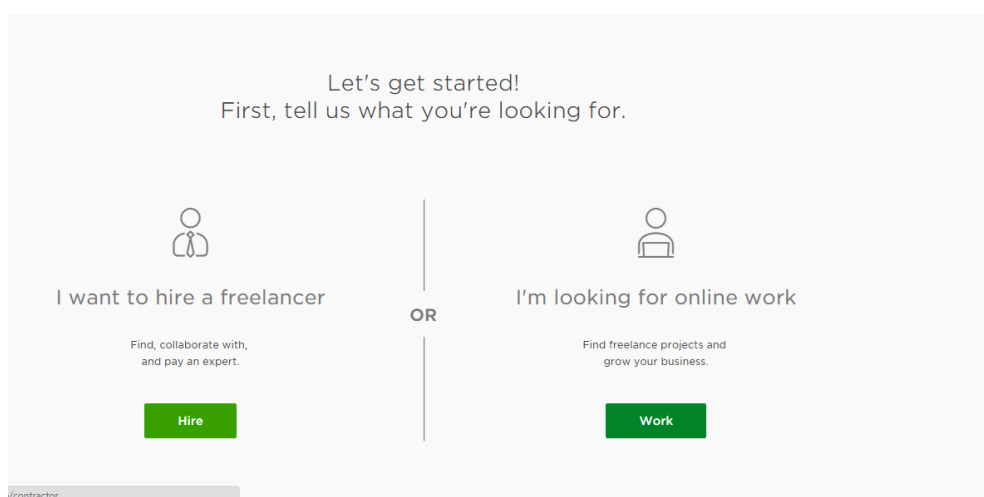 Let's get started!
First, tell us what you're looking for.
I want to hire a freelancer
Find, collaborate with,
and pay an expert.
Hire
OR
I'm looking for online work
Find freelance projects and
grow your business.
Work
/contractor